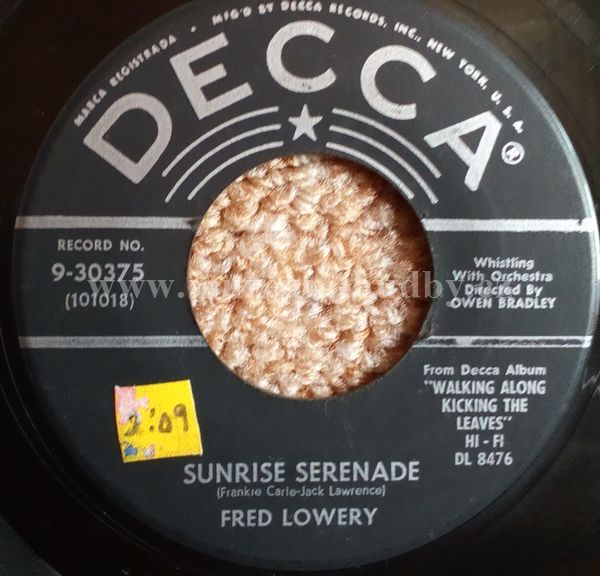 MARCA REGISTRADA • MFG'D BY DECCA RECORDS, INC., NEW YORK, U. S. A.
DECCA®
RECORD NO.
9-30375
(101018)
Whistling
With Orchestra
Directed By
OWEN BRADLEY
From Decca Album
"WALKING ALONG
KICKING THE
LEAVES"
HI - FI
DL 8476
2'09
SUNRISE SERENADE
(Frankie Carle-Jack Lawrence)
FRED LOWERY